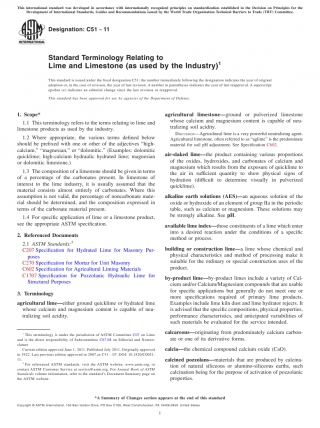 This international standard was developed in accordance with internationally recognized principles on standardization established in the Decision on Principles for the
Development of International Standards, Guides and Recommendations issued by the World Trade Organization Technical Barriers to Trade (TBT) Committee.
Designation: C51 − 11
INTERNATIONAL
Standard Terminology Relating to
Lime and Limestone (as used by the Industry)1
This standard is issued under the fixed designation C51; the number immediately following the designation indicates the year of original
adoption or, in the case of revision, the year of last revision. A number in parentheses indicates the year of last reapproval. A superscript
epsilon (ε) indicates an editorial change since the last revision or reapproval.
This standard has been approved for use by agencies of the Department of Defense.
1. Scope*
1.1 This terminology refers to the terms relating to lime and
limestone products as used by the industry.
1.2 Where appropriate, the various terms defined below
should be prefixed with one or other of the adjectives “high-
calcium,” “magnesian,” or “dolomitic.” (Examples: dolomitic
quicklime; high-calcium hydraulic hydrated lime; magnesian
or dolomitic limestone.)
1.3 The composition of a limestone should be given in terms
of a percentage of the carbonates present. In limestone of
interest to the lime industry, it is usually assumed that the
material consists almost entirely of carbonates. Where this
assumption is not valid, the percentage of noncarbonate mate-
rial should be determined, and the composition expressed in
terms of the carbonate material present.
1.4 For specific application of lime or a limestone product,
see the appropriate ASTM specification.
2. Referenced Documents
2.1 ASTM Standards:2
C207 Specification for Hydrated Lime for Masonry Pur-
poses
C270 Specification for Mortar for Unit Masonry
C602 Specification for Agricultural Liming Materials
C1707 Specification for Pozzolanic Hydraulic Lime for
Structural Purposes
3. Terminology
agricultural lime—either ground quicklime or hydrated lime
whose calcium and magnesium content is capable of neu-
tralizing soil acidity.
1 This terminology is under the jurisdiction of ASTM Committee C07 on Lime
and is the direct responsibility of Subcommittee C07.88 on Editorial and Nomen-
clature.
Current edition approved June 1, 2011. Published July 2011. Originally approved
in 1922. Last previous edition approved in 2007 as C51 – 07. DOI: 10.1520/C0051-
11.
2 For referenced ASTM standards, visit the ASTM website, www.astm.org, or
contact ASTM Customer Service at service@astm.org. For Annual Book of ASTM
Standards volume information, refer to the standard’s Document Summary page on
the ASTM website.
agricultural limestone—ground or pulverized limestone
whose calcium and magnesium content is capable of neu-
tralizing soil acidity.
DISCUSSION—Agricultural lime is a very powerful neutralizing agent.
Agricultural limestone, often referred to as “aglime” is the predominate
material for soil pH adjustment. See Specification C602.
air-slaked lime—the product containing various proportions
of the oxides, hydroxides, and carbonates of calcium and
magnesium which results from the exposure of quicklime to
the air in sufficient quantity to show physical signs of
hydration (difficult to determine visually in pulverized
quicklime).
alkaline earth solutions (AES)—an aqueous solution of the
oxide or hydroxide of an element of group IIa in the periodic
table, such as calcium or magnesium. These solutions may
be strongly alkaline. See pH.
available lime index—those constituents of a lime which enter
into a desired reaction under the conditions of a specific
method or process.
building or construction lime—a lime whose chemical and
physical characteristics and method of processing make it
suitable for the ordinary or special construction uses of the
product.
by-product lime—by-product limes include a variety of Cal-
cium and/or Calcium/Magnesium compounds that are usable
for specific applications but generally do not meet one or
more specifications required of primary lime products.
Examples include lime kiln dust and lime hydrator rejects. It
is advised that the specific compositions, physical properties,
performance characteristics, and anticipated variabilities of
such materials be evaluated for the service intended.
calcareous—originating from predominately calcium carbon-
ate or one of its derivative forms.
calcia—the chemical compound calcium oxide (CaO).
calcined pozzolans—materials that are produced by calcina-
tion of natural siliceous or alumino-siliceous earths, such
calcination being for the purpose of activation of pozzolanic
properties.
*A Summary of Changes section appears at the end of this standard
Copyright © ASTM International, 100 Barr Harbor Drive, PO Box C700, West Conshohocken, PA 19428-2959. United States
1